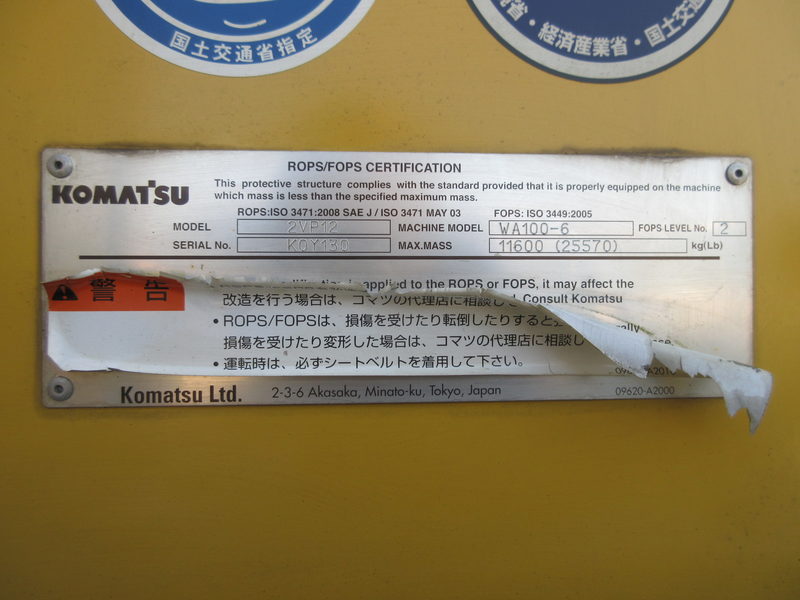 国土交通省指定
省・経済産業省・国土交通
ROPS/FOPS CERTIFICATION
KOMATSU
This protective structure complies with the standard provided that it is properly equipped on the machine
which mass is less than the specified maximum mass.
ROPS:ISO 3471:2008 SAE J / ISO 3471 MAY 03 FOPS: ISO 3449:2005
MODEL 2VP12 MACHINE MODEL WA100-6 FOPS LEVEL No. 2
SERIAL No. KQY130 MAX.MASS 11600 (25570) kg(Lb)
is applied to the ROPS or FOPS, it may affect the
警告
改造を行う場合は、コマツの代理店に相談し Consult Komatsu
・ROPS/FOPSは、損傷を受けたり転倒したりすると
損傷を受けたり変形した場合は、コマツの代理店に相談し
・運転時は、必ずシートベルトを着用して下さい。
Komatsu Ltd. 2-3-6 Akasaka, Minato-ku, Tokyo, Japan 09620-A2000